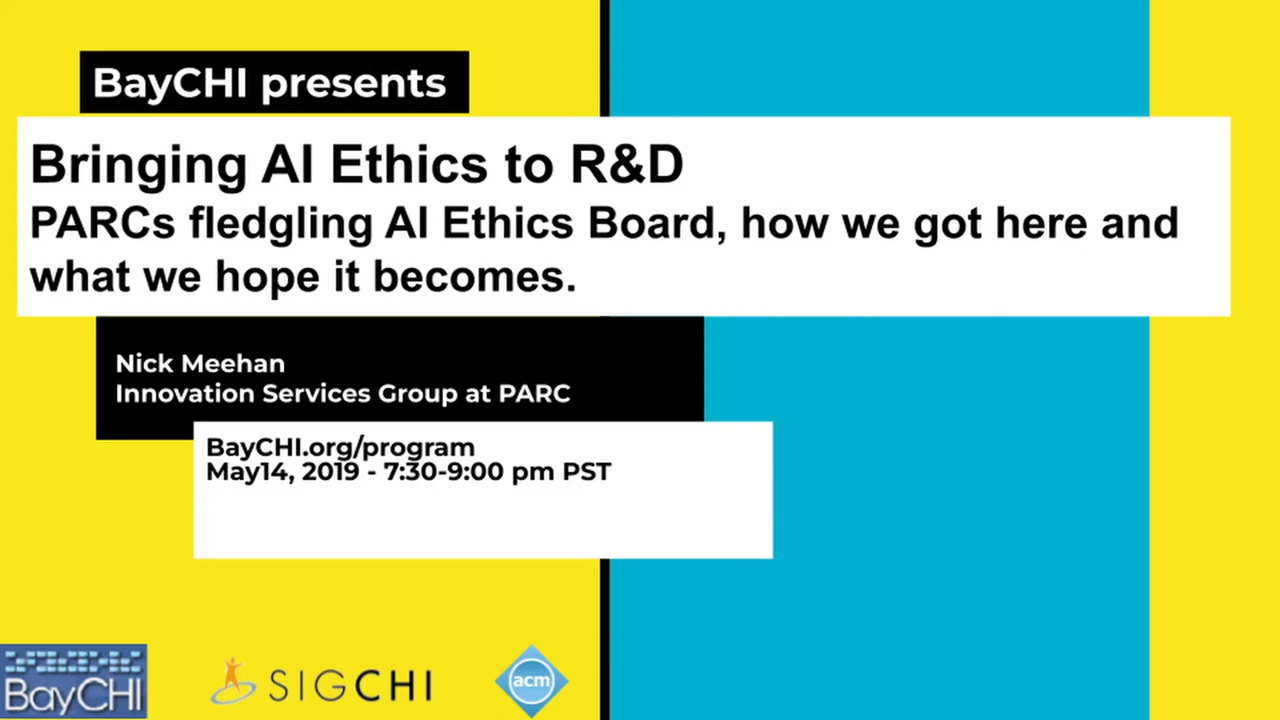 BayCHI presents
Bringing AI Ethics to R&D
PARCs fledgling AI Ethics Board, how we got here and
what we hope it becomes.
Nick Meehan
Innovation Services Group at PARC
BayCHI.org/program
May14, 2019 - 7:30-9:00 pm PST
BayCHI
SIGCHI
acm